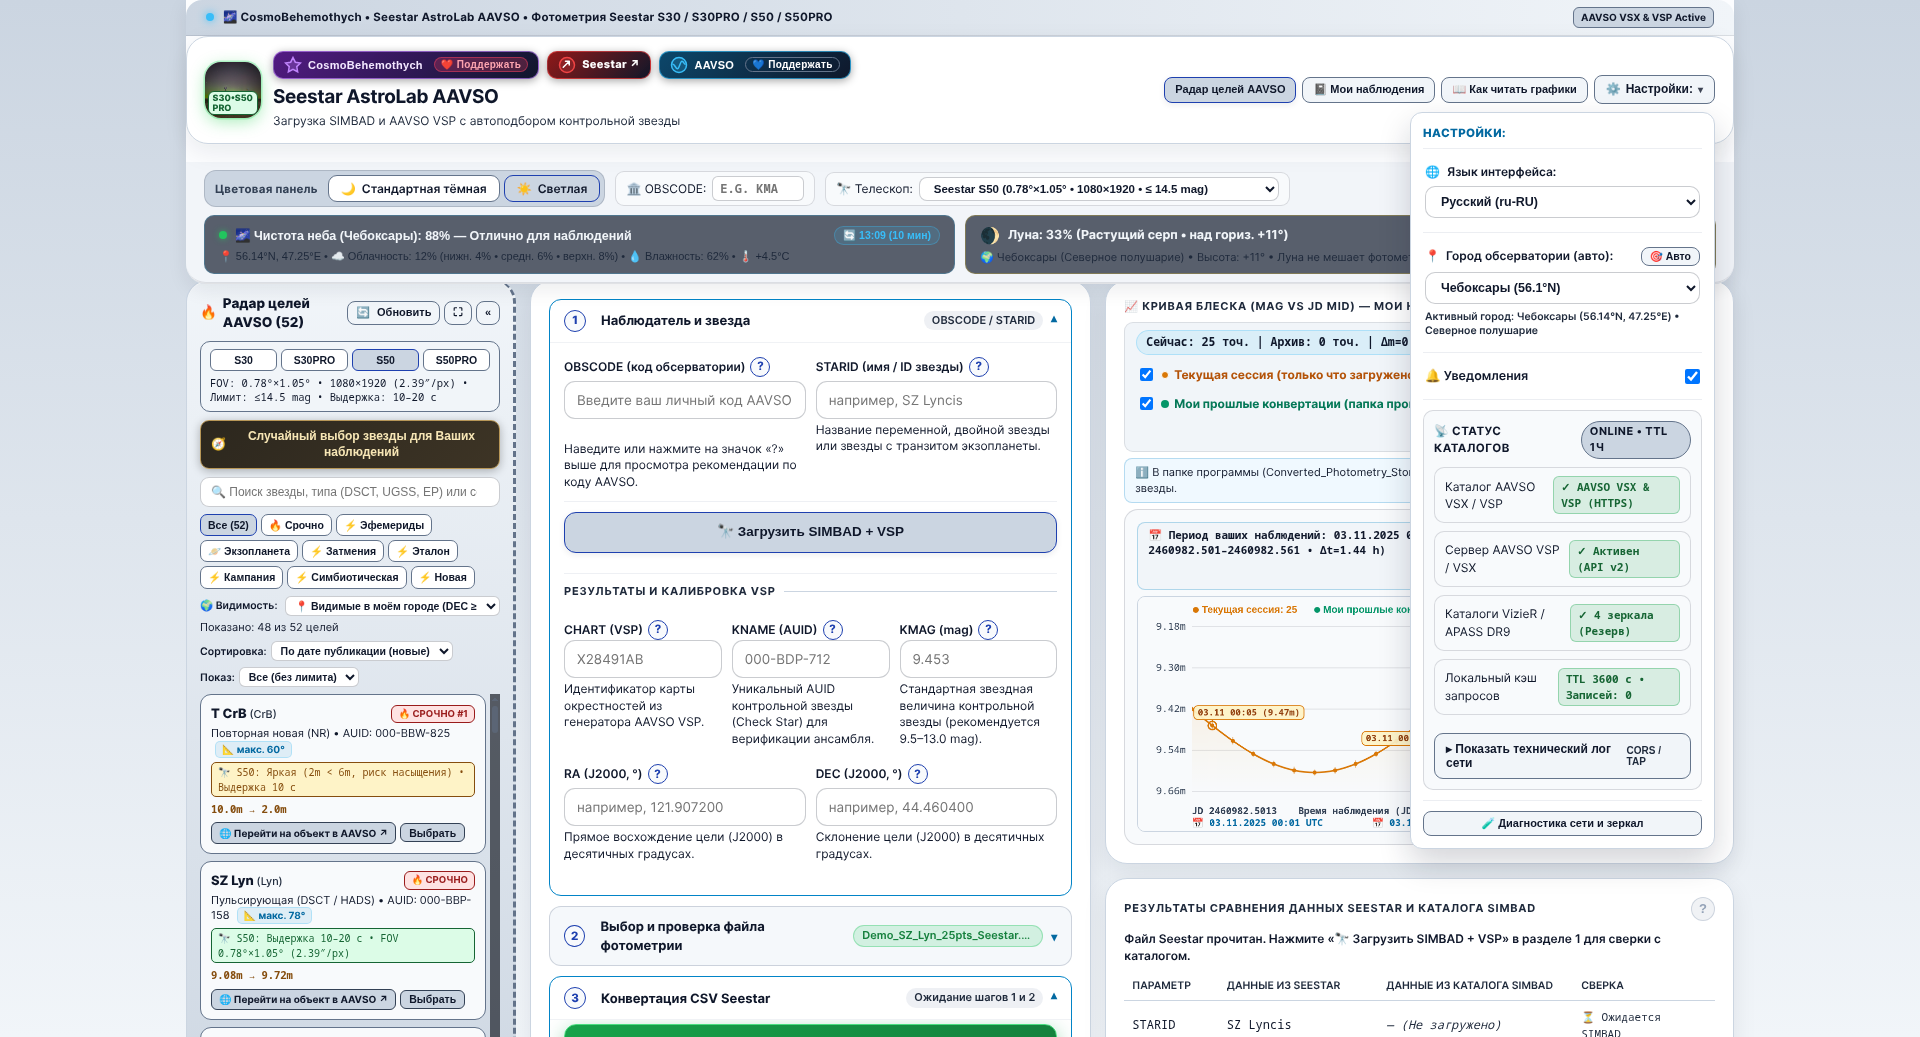 🌌 CosmoBehemothych • Seestar AstroLab AAVSO • Фотометрия Seestar S30 / S30PRO / S50 / S50PRO
AAVSO VSX & VSP Active
S30•S50 PRO
CosmoBehemothych ❤️ Поддержать
Seestar ↗
AAVSO 💙 Поддержать
Seestar AstroLab AAVSO
Загрузка SIMBAD и AAVSO VSP с автоподбором контрольной звезды
Радар целей AAVSO
📓 Мои наблюдения
📖 Как читать графики
⚙️ Настройки: ▾
Цветовая панель
🌙 Стандартная тёмная
☀️ Светлая
🏛️ OBSCODE: E.G. KMA
🔭 Телескоп: Seestar S50 (0.78°×1.05° • 1080×1920 • ≤ 14.5 mag)
🌌 Чистота неба (Чебоксары): 88% — Отлично для наблюдений
🔄 13:09 (10 мин)
📍 56.14°N, 47.25°E • ☁️ Облачность: 12% (нижн. 4% • средн. 6% • верхн. 8%) • 💧 Влажность: 62% • 🌡️ +4.5°C
Луна: 33% (Растущий серп • над гориз. +11°)
🌍 Чебоксары (Северное полушарие) • Высота: +11° • Луна не мешает
НАСТРОЙКИ:
🌐 Язык интерфейса:
Русский (ru-RU)
📍 Город обсерватории (авто):
🎯 Авто
Чебоксары (56.1°N)
Активный город: Чебоксары (56.14°N, 47.25°E) •
Северное полушарие
🔔 Уведомления
📡 СТАТУС
КАТАЛОГОВ
ONLINE • TTL
1Ч
Каталог AAVSO
VSX / VSP
✓ AAVSO VSX &
VSP (HTTPS)
Сервер AAVSO VSP
/ VSX
✓ Активен
(API v2)
Каталоги VizieR /
APASS DR9
✓ 4 зеркала
(Резерв)
Локальный кэш
запросов
TTL 3600 с •
Записей: 0
▸ Показать технический лог
сети
CORS /
TAP
🧪 Диагностика сети и зеркал
🔥 Радар целей
AAVSO (52)
🔄 Обновить
⛶
«
S30
S30PRO
S50
S50PRO
FOV: 0.78°×1.05° • 1080×1920 (2.39″/px) •
Лимит: ≤14.5 mag • Выдержка: 10–20 с
🧭 Случайный выбор звезды для Ваших
наблюдений
🔍 Поиск звезды, типа (DSCT, UGSS, EP) или с
Все (52)
🔥 Срочно
⚡ Эфемериды
🪐 Экзопланета
⚡ Затмения
⚡ Эталон
⚡ Кампания
⚡ Симбиотическая
⚡ Новая
🌍 Видимость: 📍 Видимые в моём городе (DEC ≥
Показано: 48 из 52 целей
Сортировка: По дате публикации (новые)
Показ: Все (без лимита)
T CrB (CrB)
🔥 СРОЧНО #1
Повторная новая (NR) • AUID: 000-BBW-825
📐 макс. 60°
🔭 S50: Яркая (2m < 6m, риск насыщения) •
Выдержка 10 с
10.0m → 2.0m
🌐 Перейти на объект в AAVSO ↗
Выбрать
SZ Lyn (Lyn)
🔥 СРОЧНО
Пульсирующая (DSCT / HADS) • AUID: 000-BBP-
158 📐 макс. 78°
🔭 S50: Выдержка 10–20 с • FOV
0.78°×1.05° (2.39″/px)
9.08m → 9.72m
🌐 Перейти на объект в AAVSO ↗
Выбрать
1 Наблюдатель и звезда
OBSCODE / STARID ▲
OBSCODE (код обсерватории) ?
STARID (имя / ID звезды) ?
Введите ваш личный код AAVSO
например, SZ Lyncis
Наведите или нажмите на значок «?»
выше для просмотра рекомендации по
коду AAVSO.
Название переменной, двойной звезды
или звезды с транзитом экзопланеты.
🔭 Загрузить SIMBAD + VSP
РЕЗУЛЬТАТЫ И КАЛИБРОВКА VSP
CHART (VSP) ?
KNAME (AUID) ?
KMAG (mag) ?
X28491AB
000-BDP-712
9.453
Идентификатор карты
окрестностей из
генератора AAVSO VSP.
Уникальный AUID
контрольной звезды
(Check Star) для
верификации ансамбля.
Стандартная звездная
величина контрольной
звезды (рекомендуется
9.5–13.0 mag).
RA (J2000, °) ?
DEC (J2000, °) ?
например, 121.907200
например, 44.460400
Прямое восхождение цели (J2000) в
десятичных градусах.
Склонение цели (J2000) в десятичных
градусах.
2 Выбор и проверка файла
фотометрии
Demo_SZ_Lyn_25pts_Seestar.... ▼
3 Конвертация CSV Seestar
Ожидание шагов 1 и 2 ▲
📈 КРИВАЯ БЛЕСКА (MAG VS JD MID) — МОИ
Сейчас: 25 точ. | Архив: 0 точ. | Δm=0
● Текущая сессия (только что
● Мои прошлые конвертации (папка
ℹ️ В папке программы
звезды.
📅 Период ваших наблюдений: 03.11.2025
2460982.501–2460982.561 • Δt=1.44 h)
● Текущая сессия: 25
● Мои прошлые
9.18m
9.30m
9.42m
9.54m
9.66m
03.11 00:05 (9.47m)
03.11 00
JD 2460982.5013
Время наблюдения
📅 03.11.2025 00:01 UTC
📅 03.1
РЕЗУЛЬТАТЫ СРАВНЕНИЯ ДАННЫХ SEESTAR И КАТАЛОГА SIMBAD
?
Файл Seestar прочитан. Нажмите «🔭 Загрузить SIMBAD + VSP» в разделе 1 для сверки с
каталогом.
ПАРАМЕТР
ДАННЫЕ ИЗ SEESTAR
ДАННЫЕ ИЗ КАТАЛОГА SIMBAD
СВЕРКА
STARID
SZ Lyncis
— (Не загружено)
⏳ Ожидается
SIMBAD